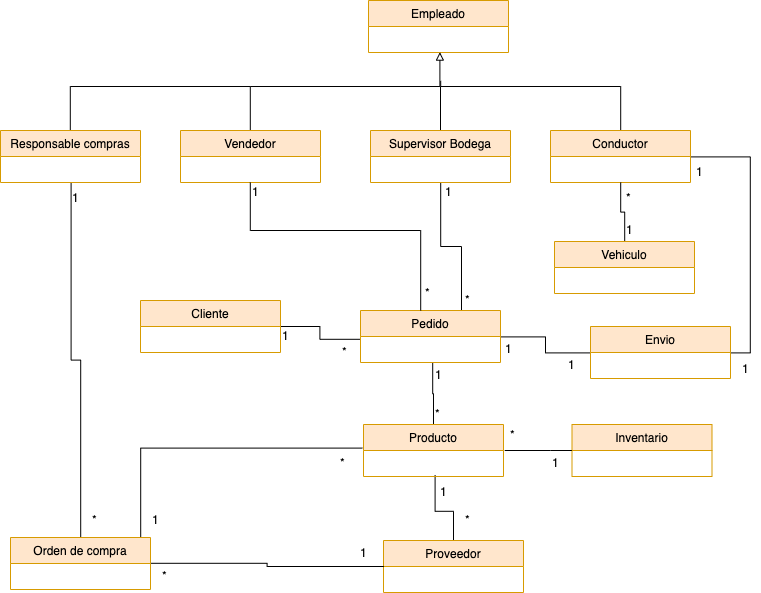 Empleado
Responsable compras
Vendedor
Supervisor Bodega
Conductor
1
1
1
1
*
1
Vehiculo
*
*
Cliente
Pedido
Envio
1
*
1
1
1
1
*
Producto
*
Inventario
*
1
1
*
1
*
Orden de compra
*
1
Proveedor